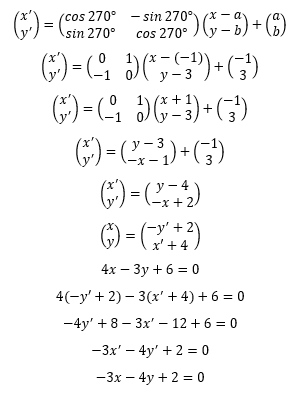 (x′ y′) = (cos 270° − sin 270° sin 270° cos 270°)(x − a y − b) + (a b)
(x′ y′) = (0 1 −1 0)(x − (−1) y − 3) + (−1 3)
(x′ y′) = (0 1 −1 0)(x + 1 y − 3) + (−1 3)
(x′ y′) = (y − 3 −x − 1) + (−1 3)
(x′ y′) = (y − 4 −x + 2)
(x y) = (−y′ + 2 x′ + 4)
4x − 3y + 6 = 0
4(−y′ + 2) − 3(x′ + 4) + 6 = 0
−4y′ + 8 − 3x′ − 12 + 6 = 0
−3x′ − 4y′ + 2 = 0
−3x − 4y + 2 = 0